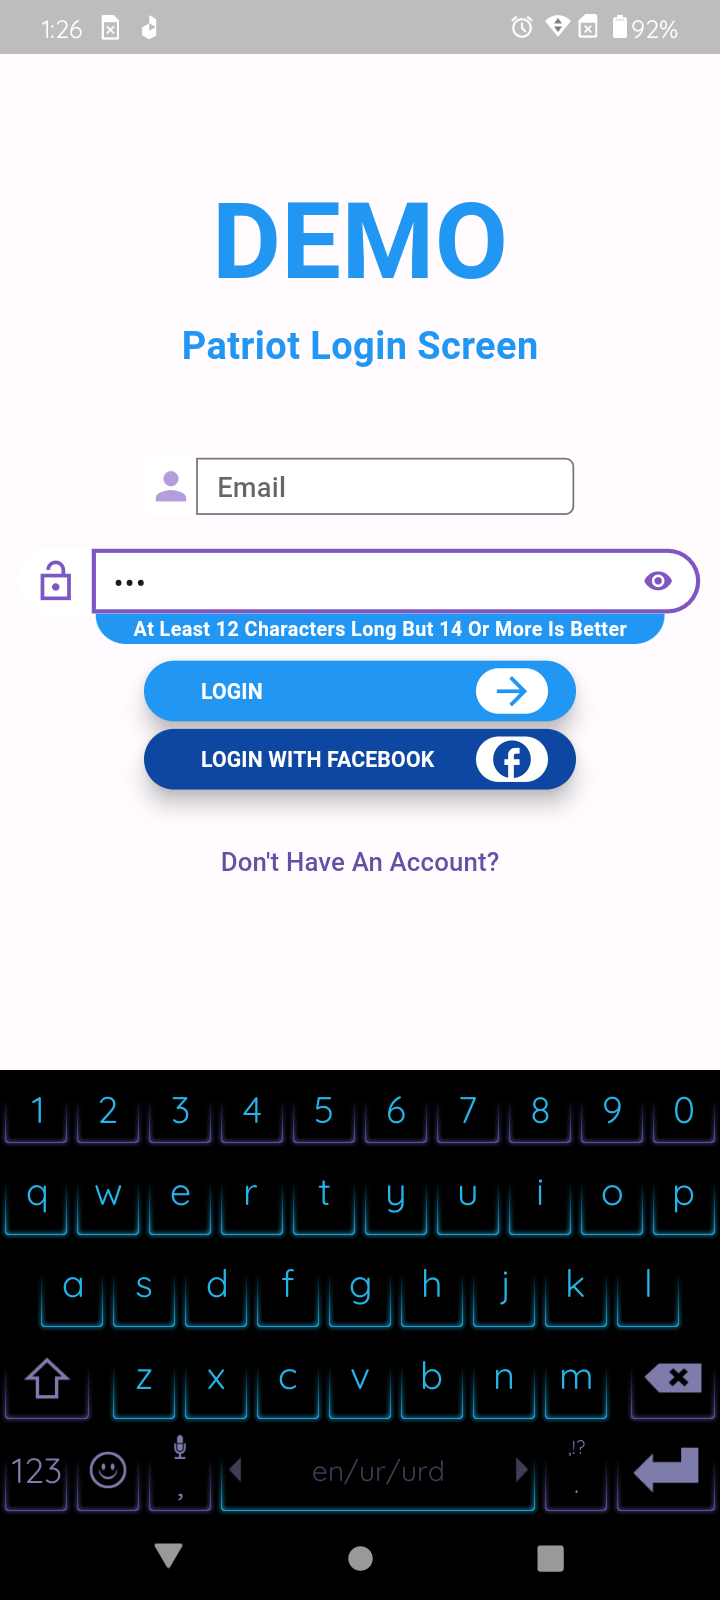 1:26 92%
DEMO
Patriot Login Screen
Email
•••
At Least 12 Characters Long But 14 Or More Is Better
LOGIN
LOGIN WITH FACEBOOK
Don't Have An Account?
1 2 3 4 5 6 7 8 9 0
q w e r t y u i o p
a s d f g h j k l
z x c v b n m
,!?
123 , en/ur/urd .